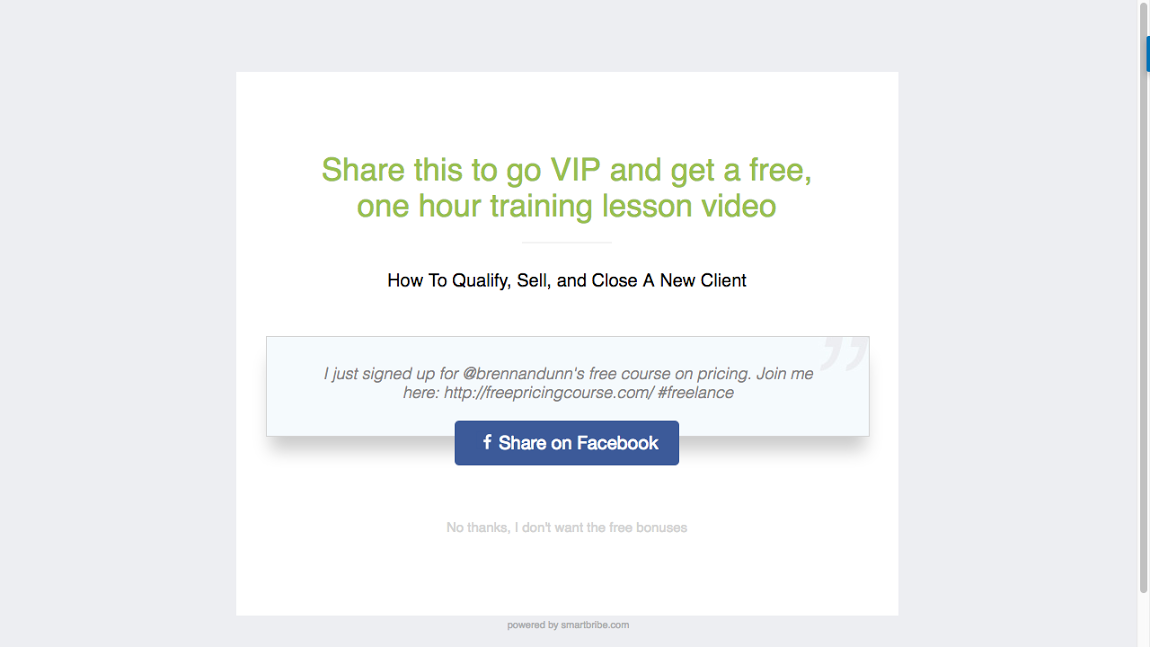 Share this to go VIP and get a free,
one hour training lesson video
How To Qualify, Sell, and Close A New Client
I just signed up for @brennandunn's free course on pricing. Join me
here: http://freepricingcourse.com/ #freelance
Share on Facebook
No thanks, I don't want the free bonuses
powered by smartbribe.com